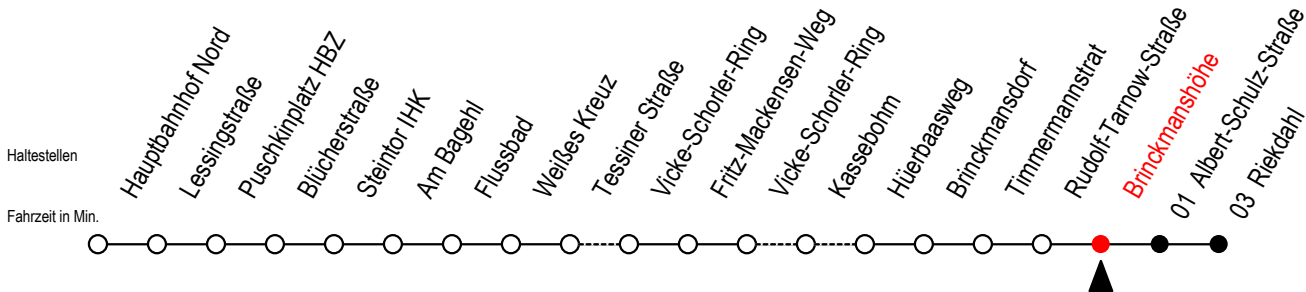 Haltestellen
Hauptbahnhof Nord
Lessingstraße
Puschkinplatz HBZ
Blücherstraße
Steintor IHK
Am Bagehl
Flussbad
Weißes Kreuz
Tessiner Straße
Vicke-Schorler-Ring
Fritz-Mackensen-Weg
Vicke-Schorler-Ring
Kassebohm
Hüerbaasweg
Brinckmansdorf
Timmermannstrat
Rudolf-Tarnow-Straße
Brinckmanshöhe
01 Albert-Schulz-Straße
03 Riekdahl
Fahrzeit in Min.